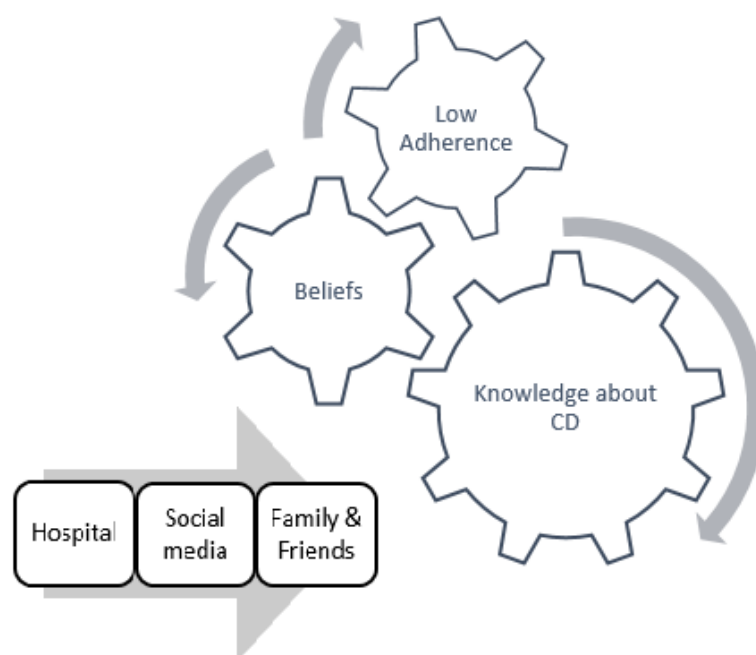 Low
Adherence
Beliefs
Knowledge about
CD
Hospital
Social
media
Family &
Friends